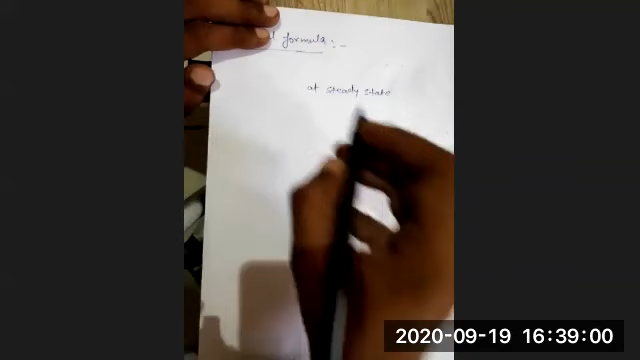 formula :-
at steady state
2020-09-19 16:39:00